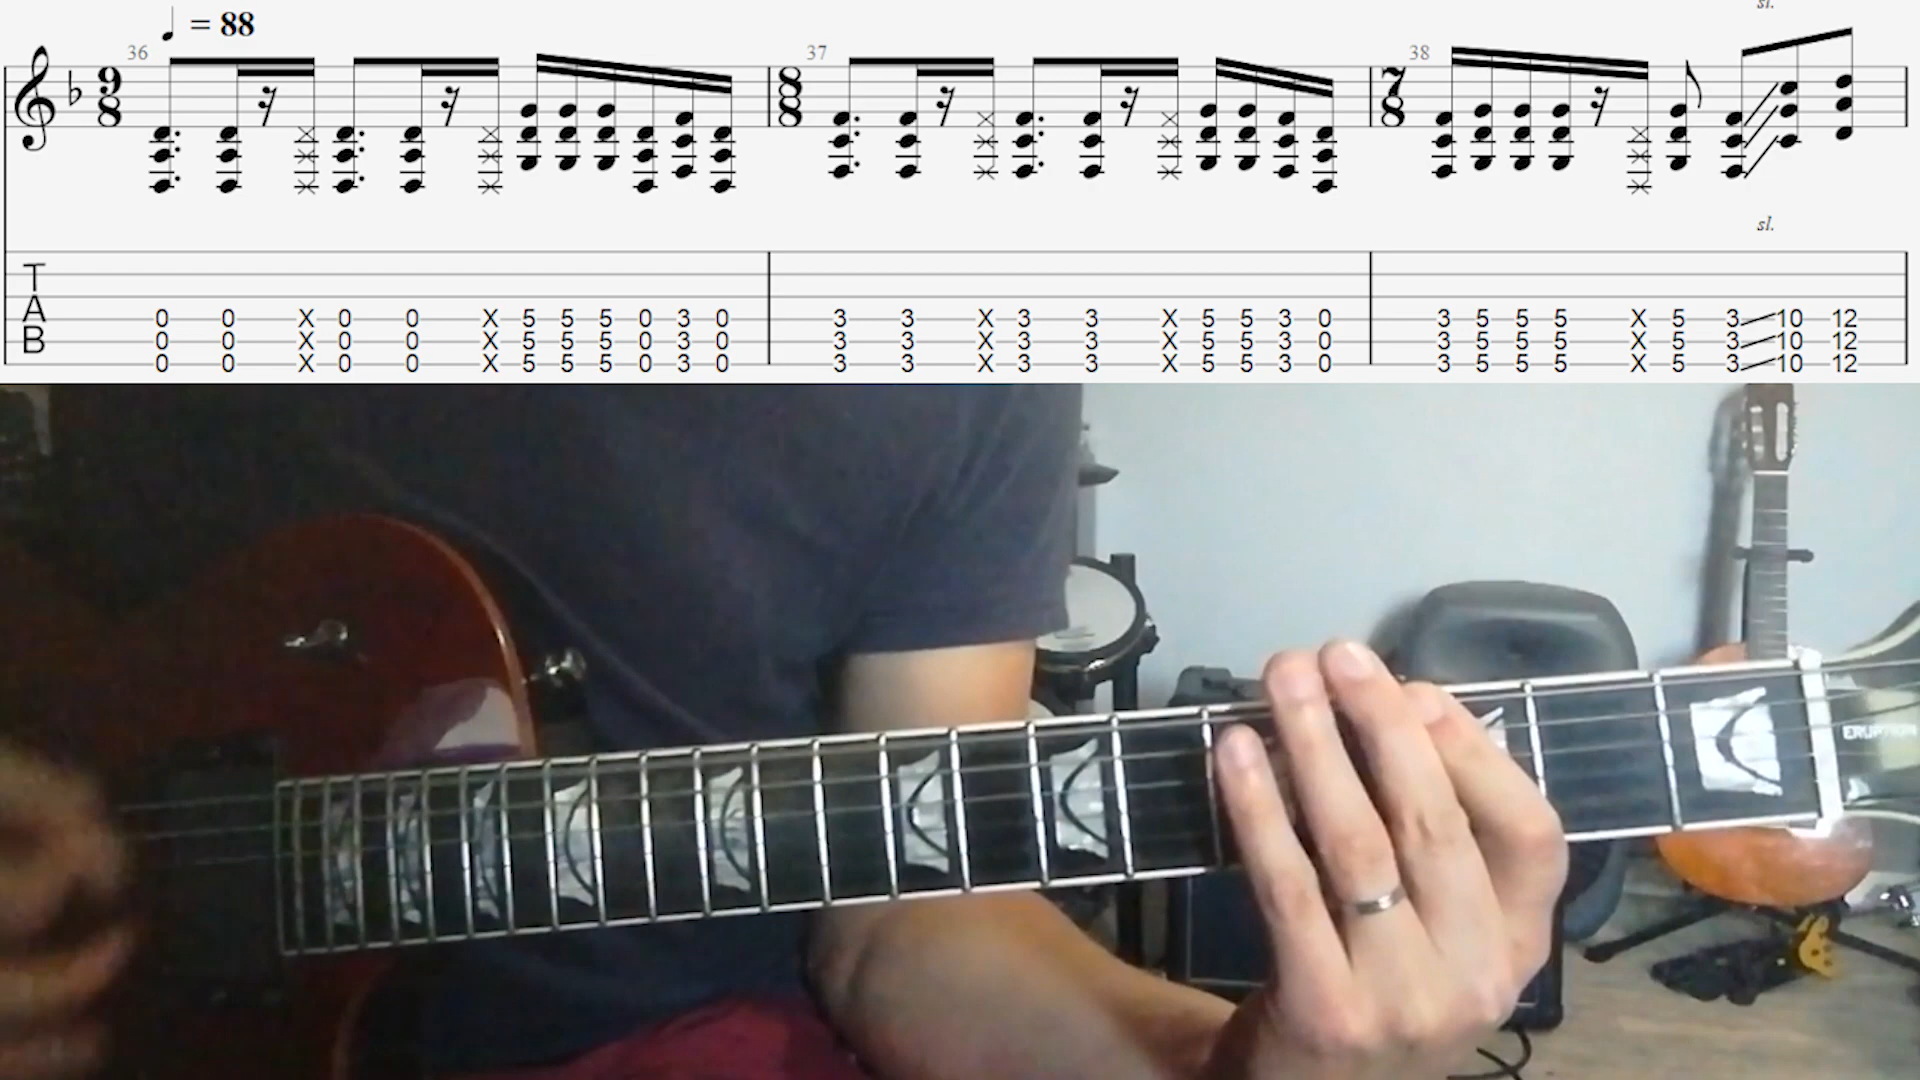 sl.
♩ = 88
36 37 38
9/8 8/8 7/8
sl.
T
A
B
0 0 X 0 0 X 5 5 5 0 3 0 3 3 X 3 3 X 5 5 3 0 3 5 5 5 X 5 3 10 12
0 0 X 0 0 X 5 5 5 0 3 0 3 3 X 3 3 X 5 5 3 0 3 5 5 5 X 5 3 10 12
0 0 X 0 0 X 5 5 5 0 3 0 3 3 X 3 3 X 5 5 3 0 3 5 5 5 X 5 3 10 12
ERUPTION